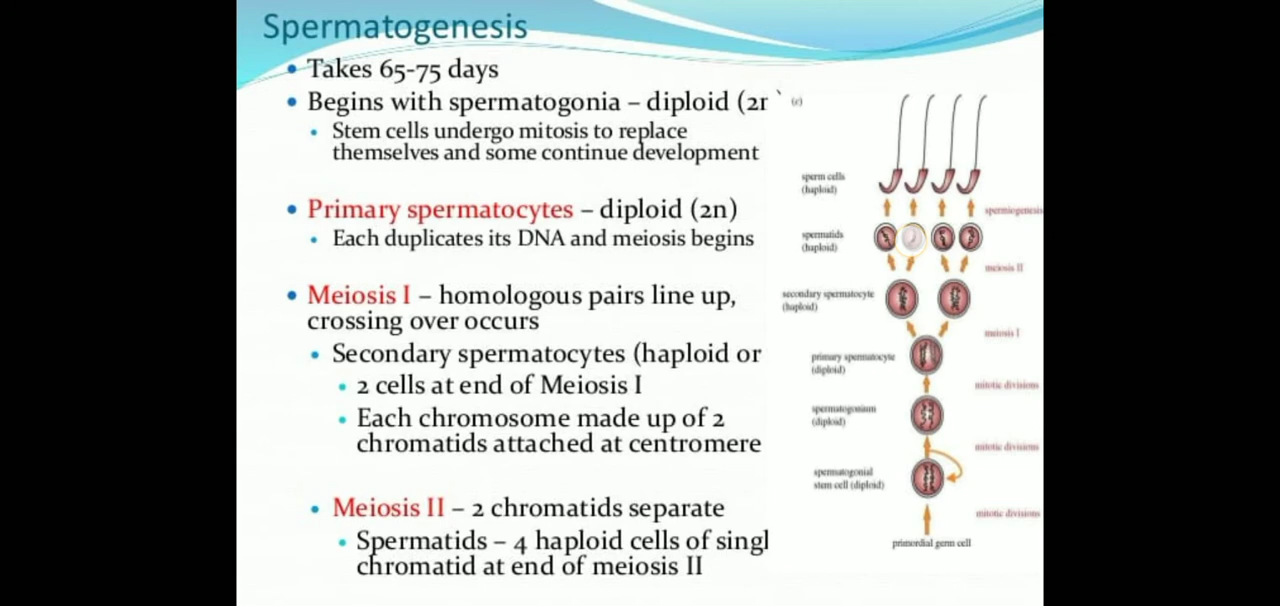 Spermatogenesis
Takes 65-75 days
Begins with spermatogonia – diploid (2n
Stem cells undergo mitosis to replace
themselves and some continue development
Primary spermatocytes – diploid (2n)
Each duplicates its DNA and meiosis begins
Meiosis I – homologous pairs line up,
crossing over occurs
Secondary spermatocytes (haploid or
2 cells at end of Meiosis I
Each chromosome made up of 2
chromatids attached at centromere
Meiosis II – 2 chromatids separate
Spermatids – 4 haploid cells of singl
chromatid at end of meiosis II
(c)
sperm cells
(haploid)
spermiogenesis
spermatids
(haploid)
meiosis II
secondary spermatocyte
(haploid)
meiosis I
primary spermatocyte
(diploid)
mitotic divisions
spermatogonium
(diploid)
mitotic divisions
spermatogonial
stem cell (diploid)
mitotic divisions
primordial germ cell